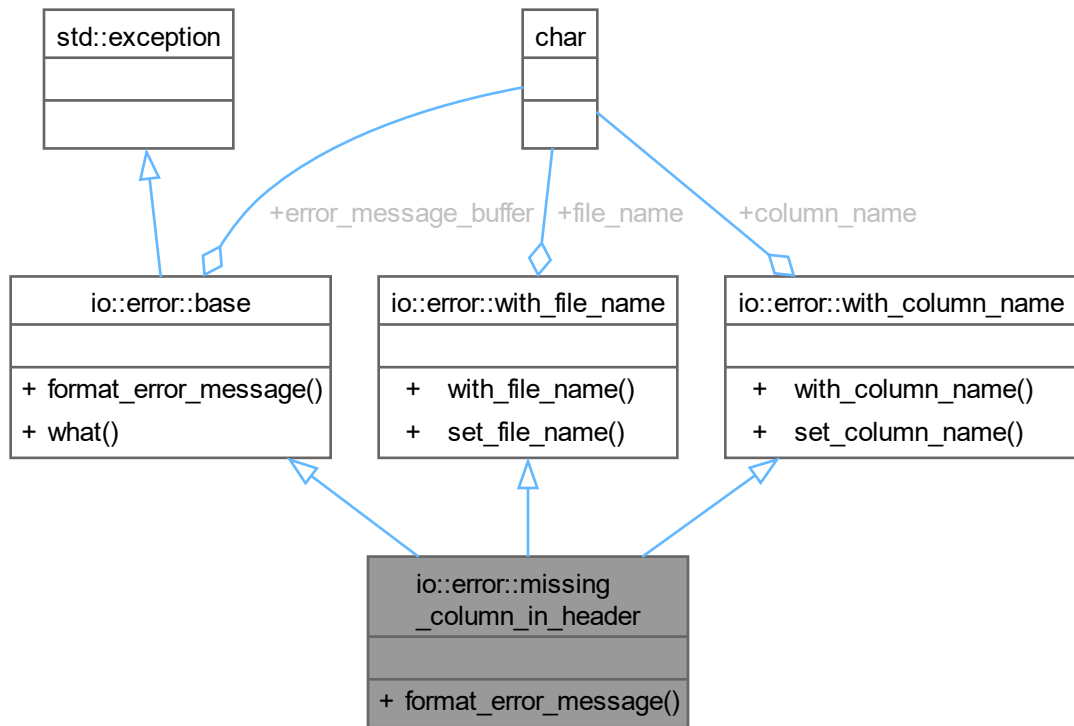 std::exception
char
+error_message_buffer
+file_name
+column_name
io::error::base
+ format_error_message()
+ what()
io::error::with_file_name
+ with_file_name()
+ set_file_name()
io::error::with_column_name
+ with_column_name()
+ set_column_name()
io::error::missing
_column_in_header
+ format_error_message()